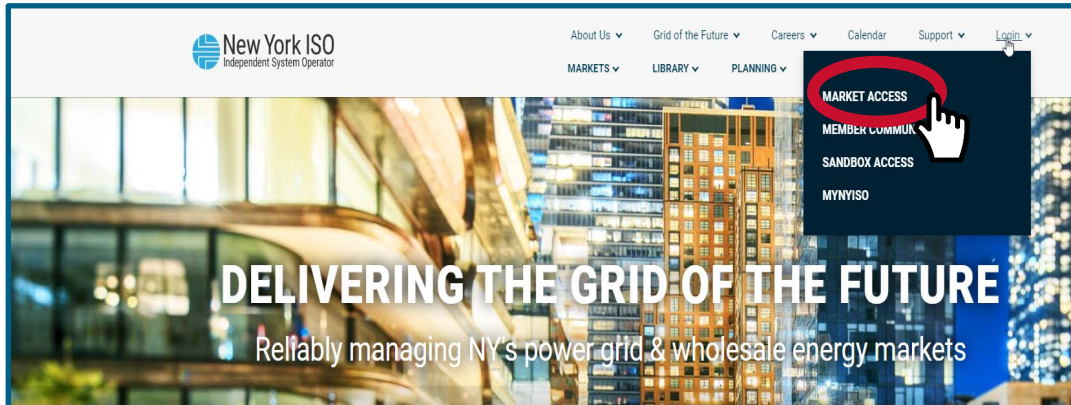 New York ISO
Independent System Operator
About Us Grid of the Future Careers Calendar Support Login
MARKETS LIBRARY PLANNING
MARKET ACCESS
MEMBER COMMUN
SANDBOX ACCESS
MYNYISO
DELIVERING THE GRID OF THE FUTURE
Reliably managing NY's power grid & wholesale energy markets